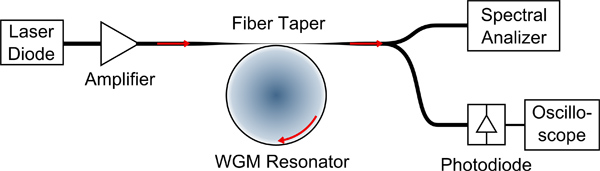 Laser
Diode
Amplifier
Fiber Taper
WGM Resonator
Spectral
Analizer
Photodiode
Oscillo-
scope